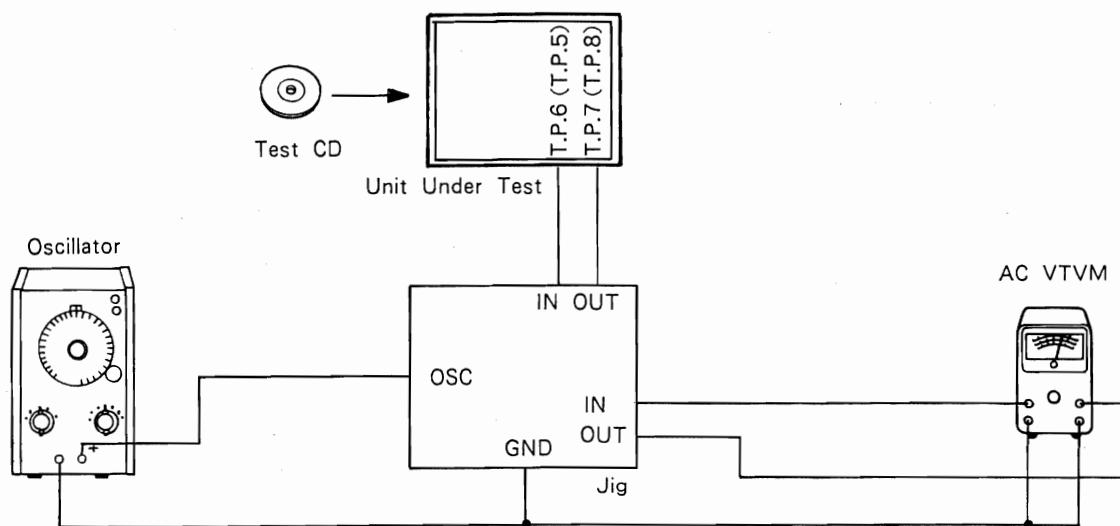 T.P.6 (T.P.5)
T.P.7 (T.P.8)
Test CD
Unit Under Test
Oscillator
AC VTVM
IN OUT
OSC
IN
OUT
GND
+
Jig